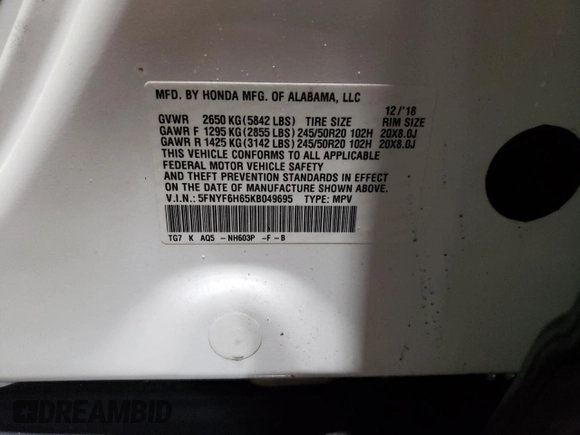 MFD. BY HONDA MFG. OF ALABAMA, LLC
12/'18
GVWR 2650 KG (5842 LBS) TIRE SIZE RIM SIZE
GAWR F 1295 KG (2855 LBS) 245/50R20 102H 20X8.0J
GAWR R 1425 KG (3142 LBS) 245/50R20 102H 20X8.0J
THIS VEHICLE CONFORMS TO ALL APPLICABLE
FEDERAL MOTOR VEHICLE SAFETY
AND THEFT PREVENTION STANDARDS IN EFFECT
ON THE DATE OF MANUFACTURE SHOWN ABOVE.
V.I.N.: 5FNYF6H65KB049695 TYPE: MPV
TG7 K AQ5 -NH603P -F -B
DREAMBID